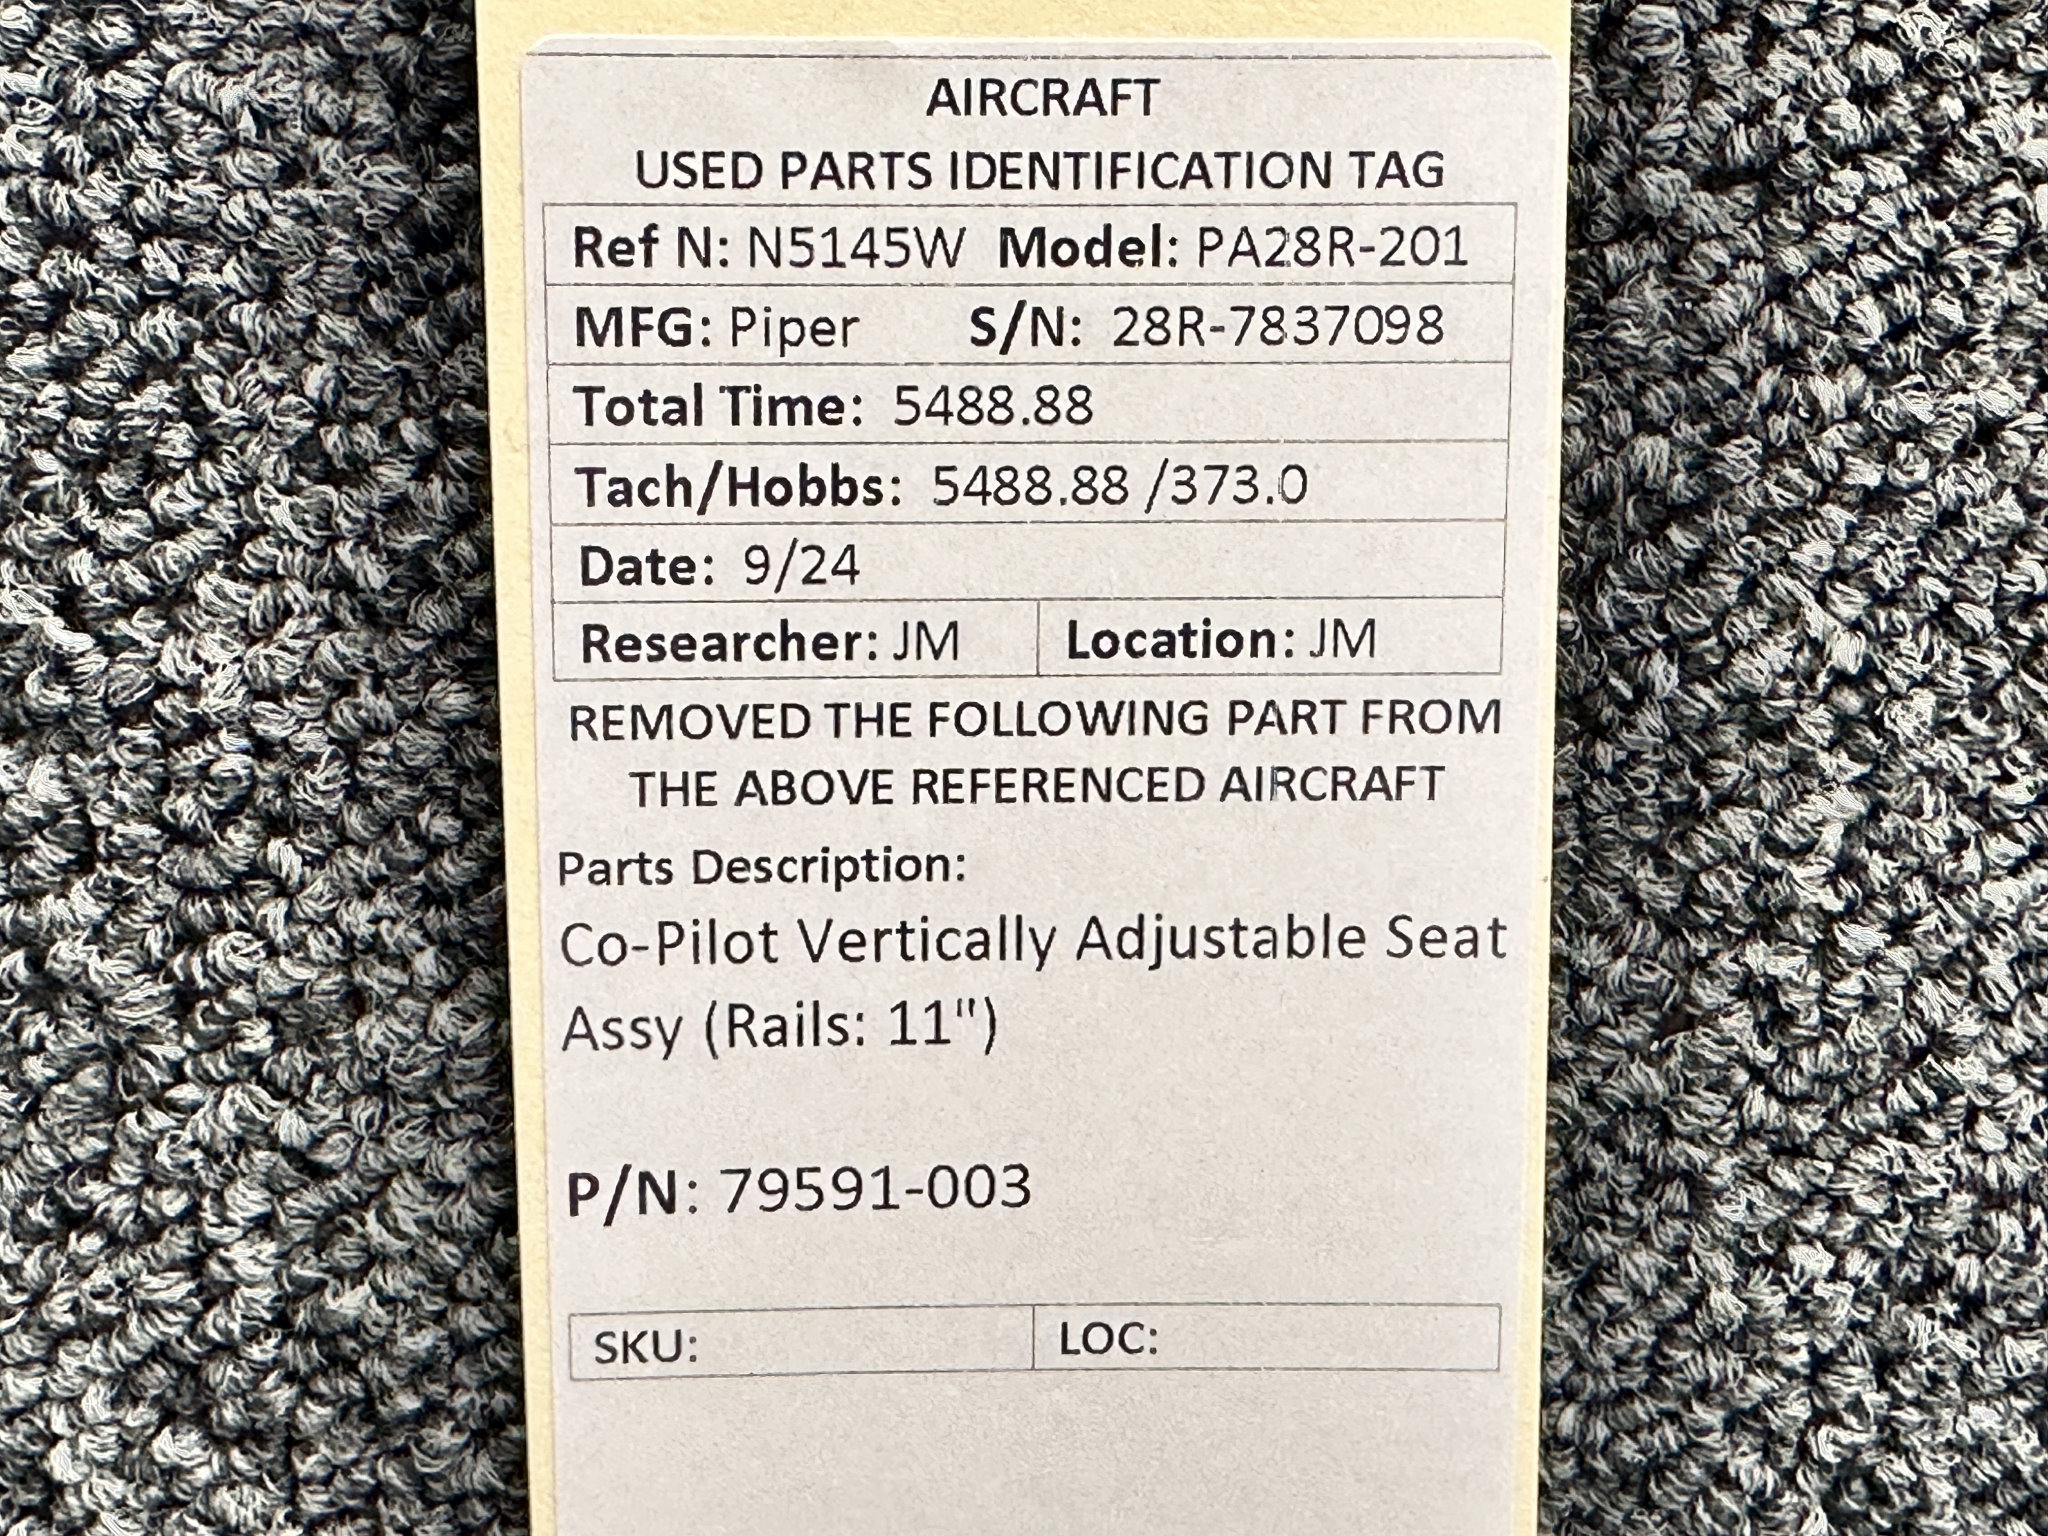 AIRCRAFT
USED PARTS IDENTIFICATION TAG
Ref N: N5145W Model: PA28R-201
MFG: Piper S/N: 28R-7837098
Total Time: 5488.88
Tach/Hobbs: 5488.88 /373.0
Date: 9/24
Researcher: JM Location: JM
REMOVED THE FOLLOWING PART FROM
THE ABOVE REFERENCED AIRCRAFT
Parts Description:
Co-Pilot Vertically Adjustable Seat
Assy (Rails: 11")
P/N: 79591-003
SKU: LOC: